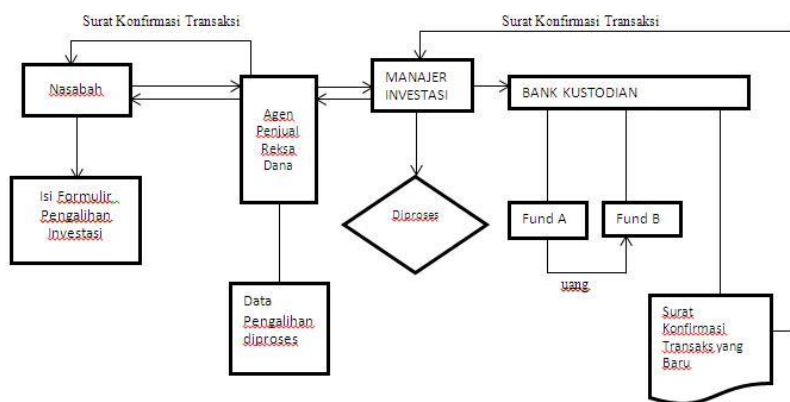 Surat Konfirmasi Transaksi
Surat Konfirmasi Transaksi
Nasabah
Agen
Penjual
Reksa
Dana
MANAJER
INVESTASI
BANK KUSTODIAN
Isi Formulir
Pengalihan
Investasi
Diproses
Fund A
Fund B
uang
Data
Pengalihan
diproses
Surat
Konfirmasi
Transaks yang
Baru